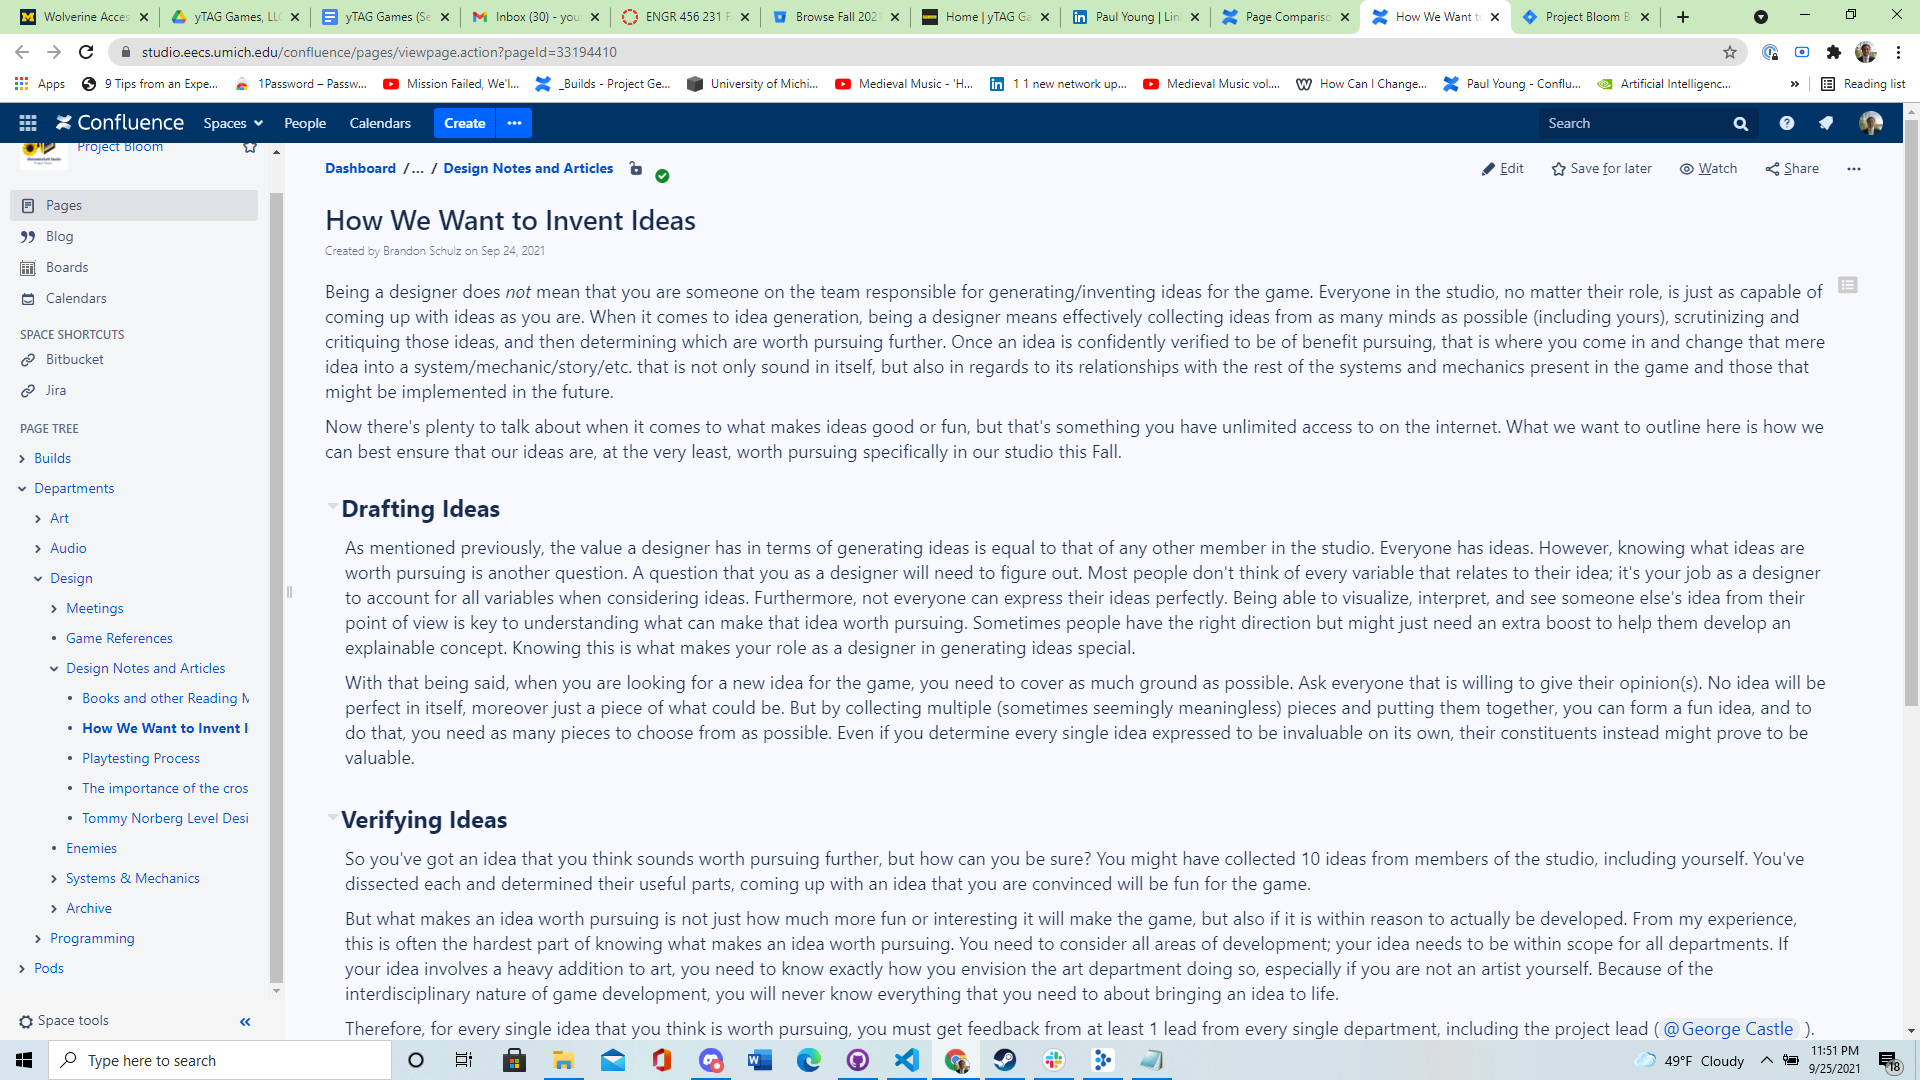 Wolverine Acces
yTAG Games, LLC
yTAG Games (Se
Inbox (30) - you
ENGR 456 231 F
Browse Fall 2021
Home | yTAG Ga
Paul Young | Lin
Page Compariso
How We Want t
Project Bloom B
studio.eecs.umich.edu/confluence/pages/viewpage.action?pageId=33194410
Apps
9 Tips from an Expe...
1Password – Passw...
Mission Failed, We'l...
_Builds - Project Ge...
University of Michi...
Medieval Music - 'H...
1 1 new network up...
Medieval Music vol....
How Can I Change...
Paul Young - Conflu...
Artificial Intelligenc...
»
Reading list
Confluence
Spaces
People
Calendars
Create
Search
Project Bloom
Pages
Blog
Boards
Calendars
SPACE SHORTCUTS
Bitbucket
Jira
PAGE TREE
Builds
Departments
Art
Audio
Design
Meetings
Game References
Design Notes and Articles
Books and other Reading M
How We Want to Invent I
Playtesting Process
The importance of the cros
Tommy Norberg Level Desi
Enemies
Systems & Mechanics
Archive
Programming
Pods
Space tools
Dashboard /... / Design Notes and Articles
Edit
Save for later
Watch
Share
How We Want to Invent Ideas
Created by Brandon Schulz on Sep 24, 2021
Being a designer does not mean that you are someone on the team responsible for generating/inventing ideas for the game. Everyone in the studio, no matter their role, is just as capable of
coming up with ideas as you are. When it comes to idea generation, being a designer means effectively collecting ideas from as many minds as possible (including yours), scrutinizing and
critiquing those ideas, and then determining which are worth pursuing further. Once an idea is confidently verified to be of benefit pursuing, that is where you come in and change that mere
idea into a system/mechanic/story/etc. that is not only sound in itself, but also in regards to its relationships with the rest of the systems and mechanics present in the game and those that
might be implemented in the future.
Now there's plenty to talk about when it comes to what makes ideas good or fun, but that's something you have unlimited access to on the internet. What we want to outline here is how we
can best ensure that our ideas are, at the very least, worth pursuing specifically in our studio this Fall.
Drafting Ideas
As mentioned previously, the value a designer has in terms of generating ideas is equal to that of any other member in the studio. Everyone has ideas. However, knowing what ideas are
worth pursuing is another question. A question that you as a designer will need to figure out. Most people don't think of every variable that relates to their idea; it's your job as a designer
to account for all variables when considering ideas. Furthermore, not everyone can express their ideas perfectly. Being able to visualize, interpret, and see someone else's idea from their
point of view is key to understanding what can make that idea worth pursuing. Sometimes people have the right direction but might just need an extra boost to help them develop an
explainable concept. Knowing this is what makes your role as a designer in generating ideas special.
With that being said, when you are looking for a new idea for the game, you need to cover as much ground as possible. Ask everyone that is willing to give their opinion(s). No idea will be
perfect in itself, moreover just a piece of what could be. But by collecting multiple (sometimes seemingly meaningless) pieces and putting them together, you can form a fun idea, and to
do that, you need as many pieces to choose from as possible. Even if you determine every single idea expressed to be invaluable on its own, their constituents instead might prove to be
valuable.
Verifying Ideas
So you've got an idea that you think sounds worth pursuing further, but how can you be sure? You might have collected 10 ideas from members of the studio, including yourself. You've
dissected each and determined their useful parts, coming up with an idea that you are convinced will be fun for the game.
But what makes an idea worth pursuing is not just how much more fun or interesting it will make the game, but also if it is within reason to actually be developed. From my experience,
this is often the hardest part of knowing what makes an idea worth pursuing. You need to consider all areas of development; your idea needs to be within scope for all departments. If
your idea involves a heavy addition to art, you need to know exactly how you envision the art department doing so, especially if you are not an artist yourself. Because of the
interdisciplinary nature of game development, you will never know everything that you need to about bringing an idea to life.
Therefore, for every single idea that you think is worth pursuing, you must get feedback from at least 1 lead from every single department, including the project lead ( @George Castle ).
Type here to search
49°F Cloudy
11:51 PM
9/25/2021
18